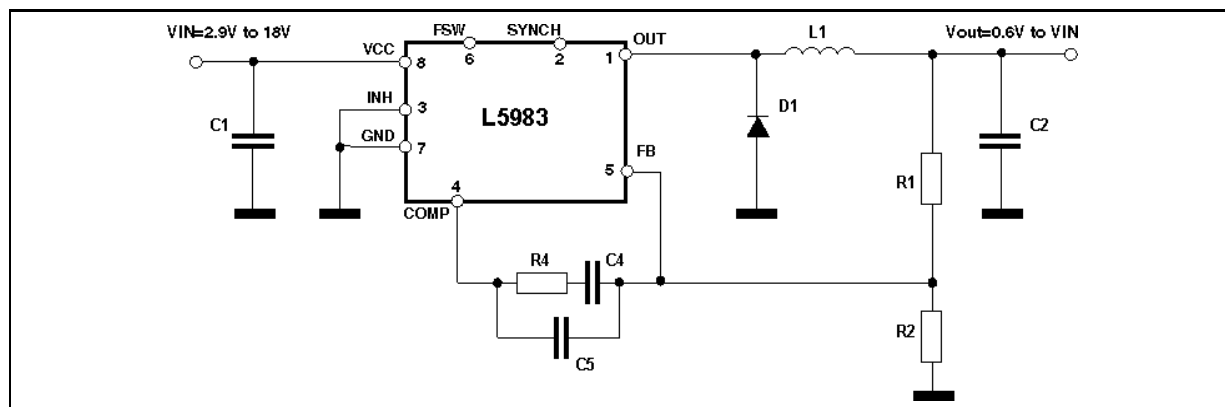 VIN=2.9V to 18V
FSW
SYNCH
OUT
L1
Vout=0.6V to VIN
VCC
8
6
2
1
INH
3
L5983
D1
C1
C2
GND
7
FB
5
R1
4
COMP
R4
C4
R2
C5